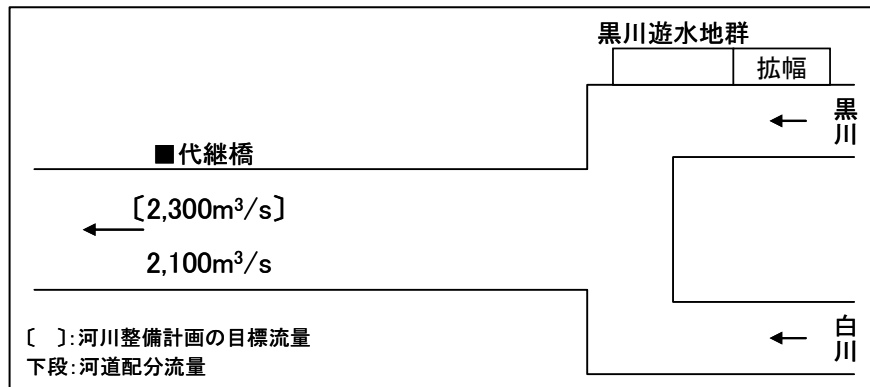 黒川遊水地群
拡幅
黒川
■代継橋
〔2,300m³/s〕
2,100m³/s
〔　〕:河川整備計画の目標流量
下段:河道配分流量
白川